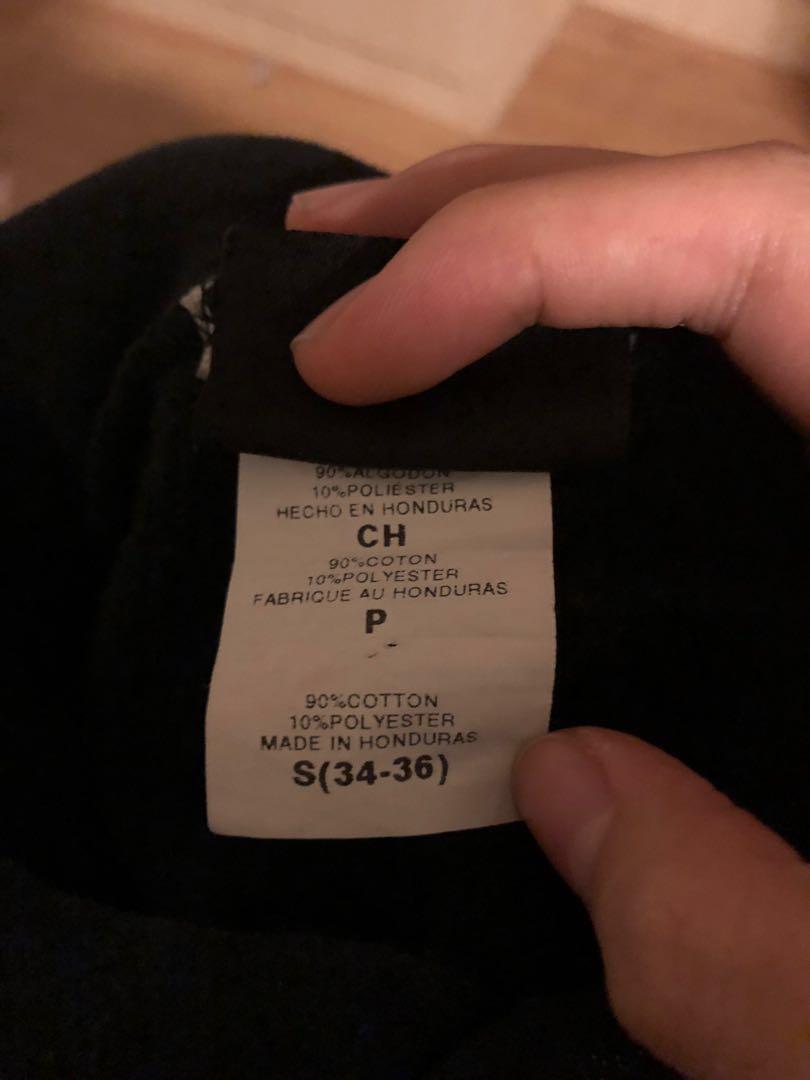 90%ALGODON
10%POLIÉSTER
HECHO EN HONDURAS
CH
90%COTON
10%POLYESTER
FABRIQUE AU HONDURAS
P
90%COTTON
10%POLYESTER
MADE IN HONDURAS
S(34-36)